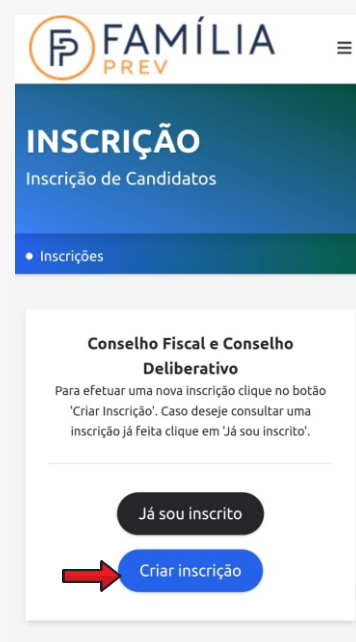 FP FAMÍLIA
PREV
INSCRIÇÃO
Inscrição de Candidatos
Inscrições
Conselho Fiscal e Conselho
Deliberativo
Para efetuar uma nova inscrição clique no botão
'Criar Inscrição'. Caso deseje consultar uma
inscrição já feita clique em 'Já sou inscrito'.
Já sou inscrito
Criar inscrição